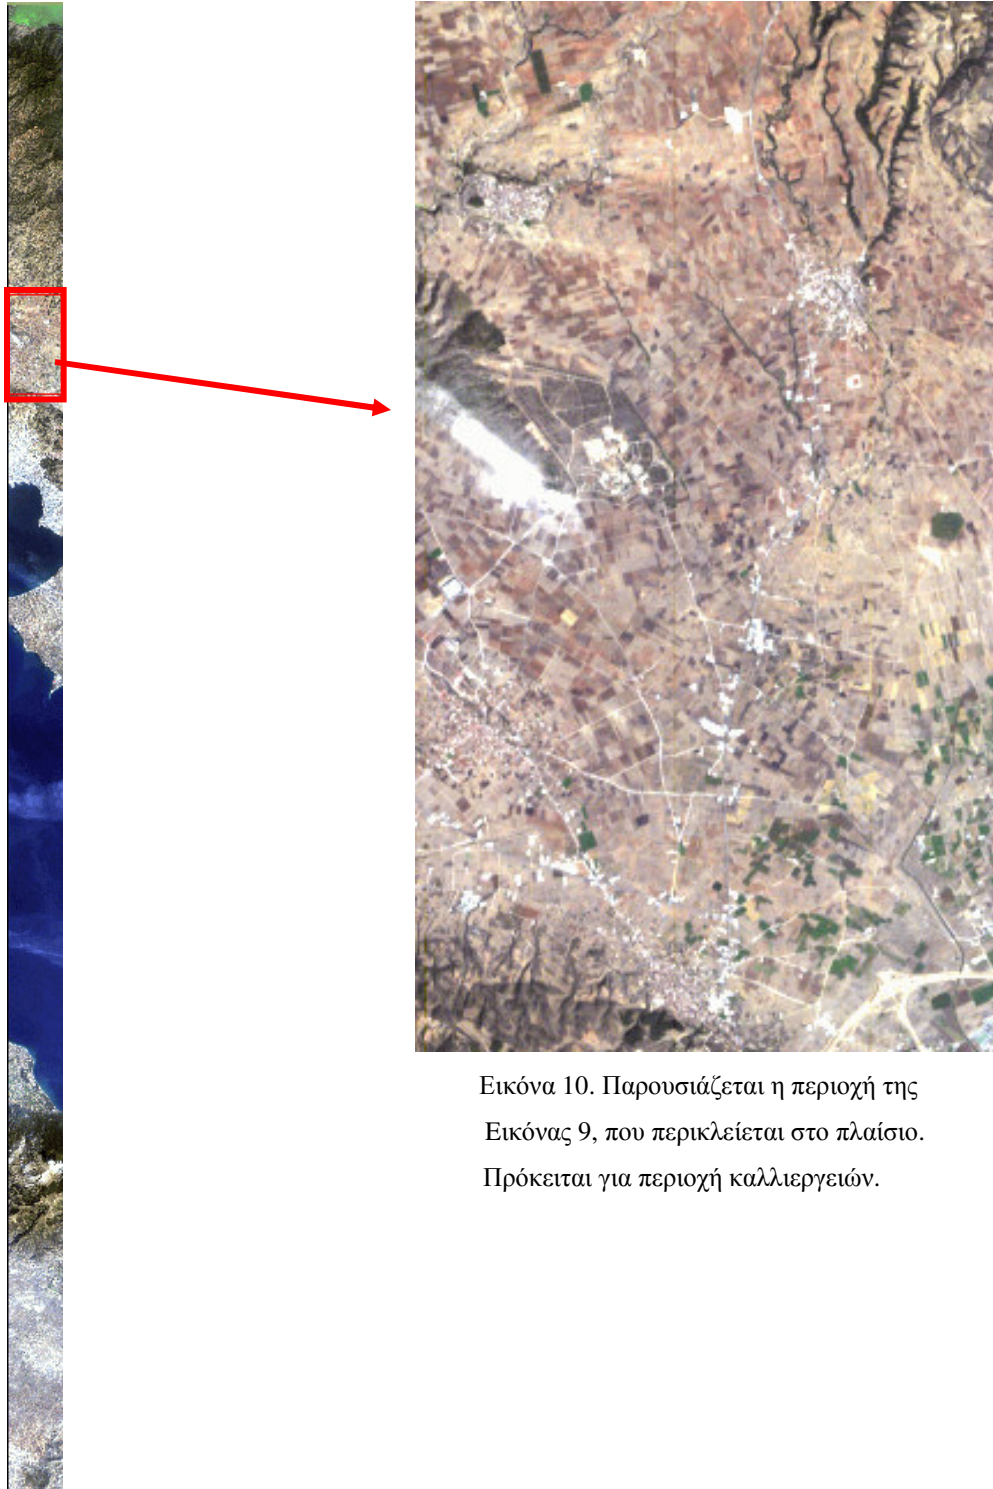 Εικόνα 10. Παρουσιάζεται η περιοχή της
Εικόνας 9, που περικλείεται στο πλαίσιο.
Πρόκειται για περιοχή καλλιεργειών.